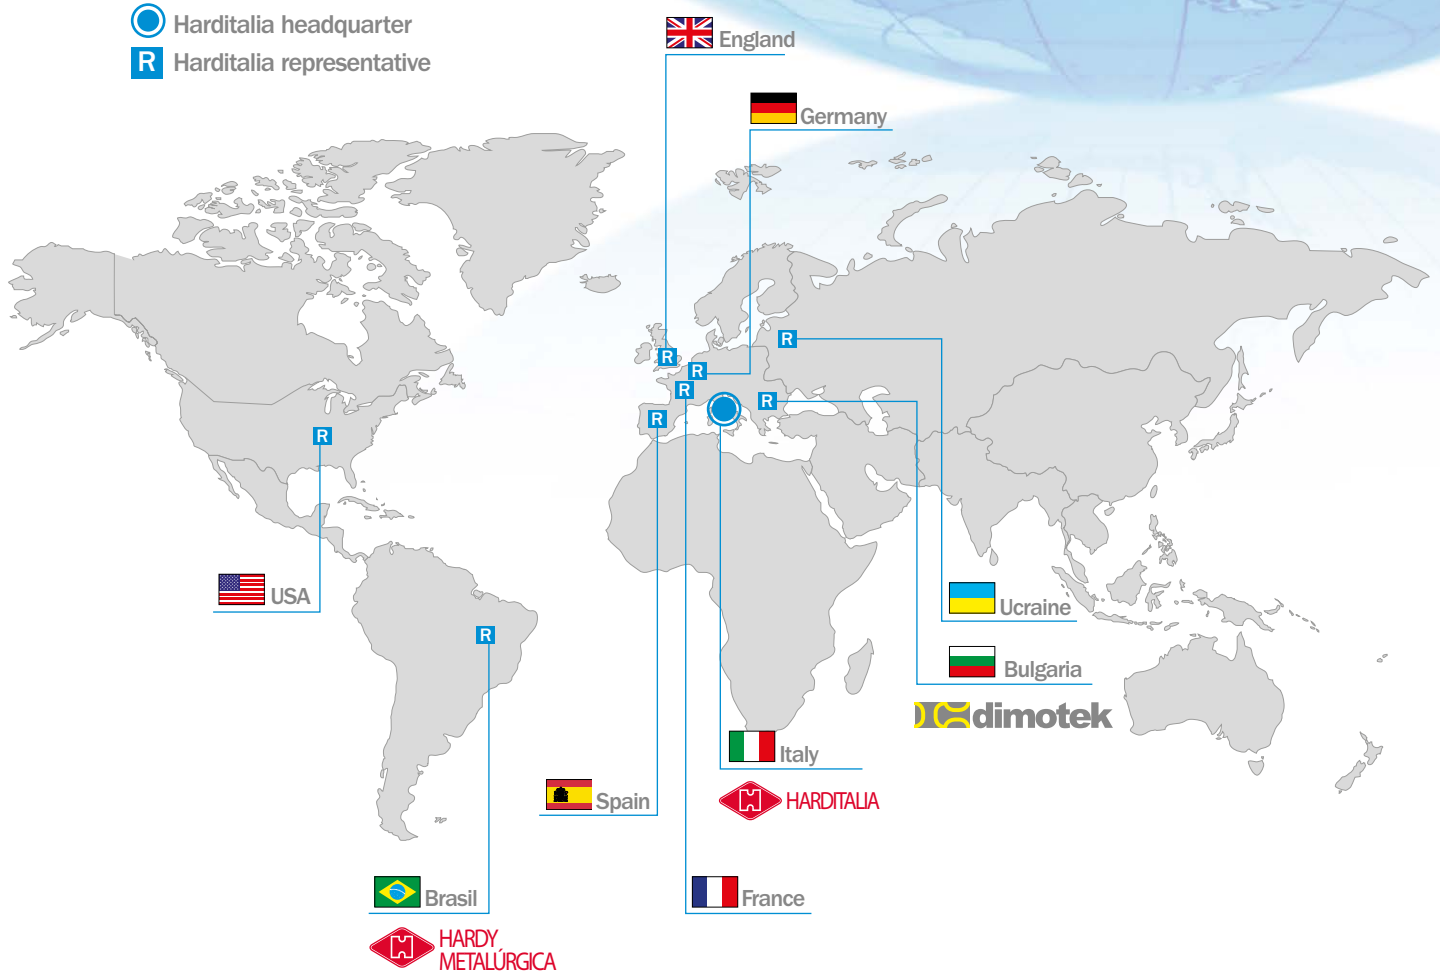 Harditalia headquarter
R Harditalia representative
England
Germany
R
R
R
R
R
R
R
R
USA
Ucraine
Bulgaria
dimotek
Italy
HARDITALIA
Spain
Brasil
HARDY
METALÚRGICA
France